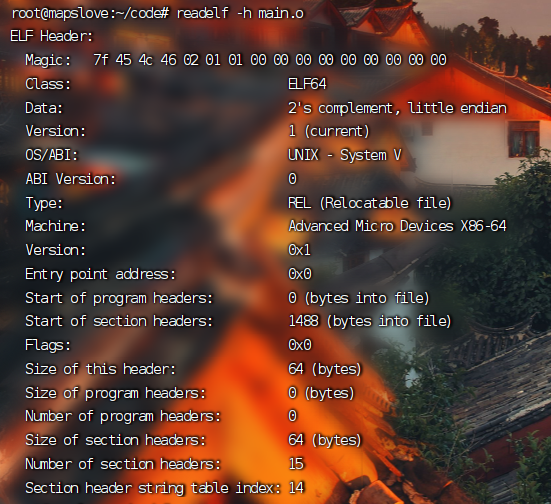 root@mapslove:~/code# readelf -h main.o
ELF Header:
Magic: 7f 45 4c 46 02 01 01 00 00 00 00 00 00 00 00 00
Class: ELF64
Data: 2's complement, little endian
Version: 1 (current)
OS/ABI: UNIX - System V
ABI Version: 0
Type: REL (Relocatable file)
Machine: Advanced Micro Devices X86-64
Version: 0x1
Entry point address: 0x0
Start of program headers: 0 (bytes into file)
Start of section headers: 1488 (bytes into file)
Flags: 0x0
Size of this header: 64 (bytes)
Size of program headers: 0 (bytes)
Number of program headers: 0
Size of section headers: 64 (bytes)
Number of section headers: 15
Section header string table index: 14